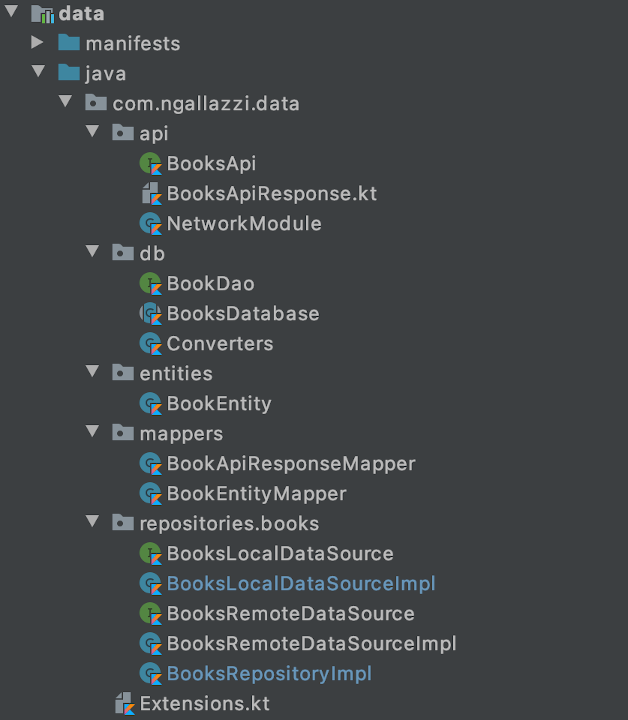 data
manifests
java
com.ngallazzi.data
api
BooksApi
BooksApiResponse.kt
NetworkModule
db
BookDao
BooksDatabase
Converters
entities
BookEntity
mappers
BookApiResponseMapper
BookEntityMapper
repositories.books
BooksLocalDataSource
BooksLocalDataSourceImpl
BooksRemoteDataSource
BooksRemoteDataSourceImpl
BooksRepositoryImpl
Extensions.kt